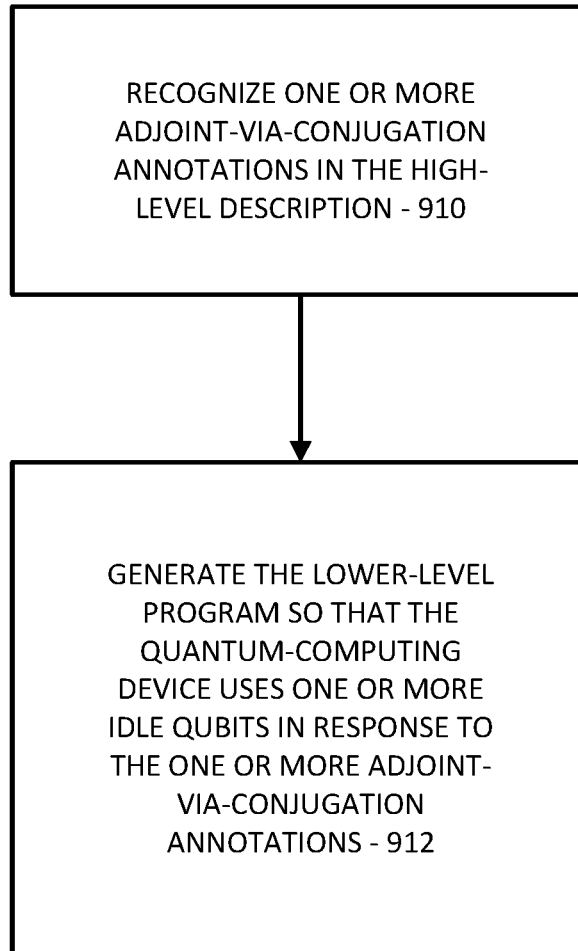 RECOGNIZE ONE OR MORE
ADJOINT-VIA-CONJUGATION
ANNOTATIONS IN THE HIGH-
LEVEL DESCRIPTION - 910
GENERATE THE LOWER-LEVEL
PROGRAM SO THAT THE
QUANTUM-COMPUTING
DEVICE USES ONE OR MORE
IDLE QUBITS IN RESPONSE TO
THE ONE OR MORE ADJOINT-
VIA-CONJUGATION
ANNOTATIONS - 912